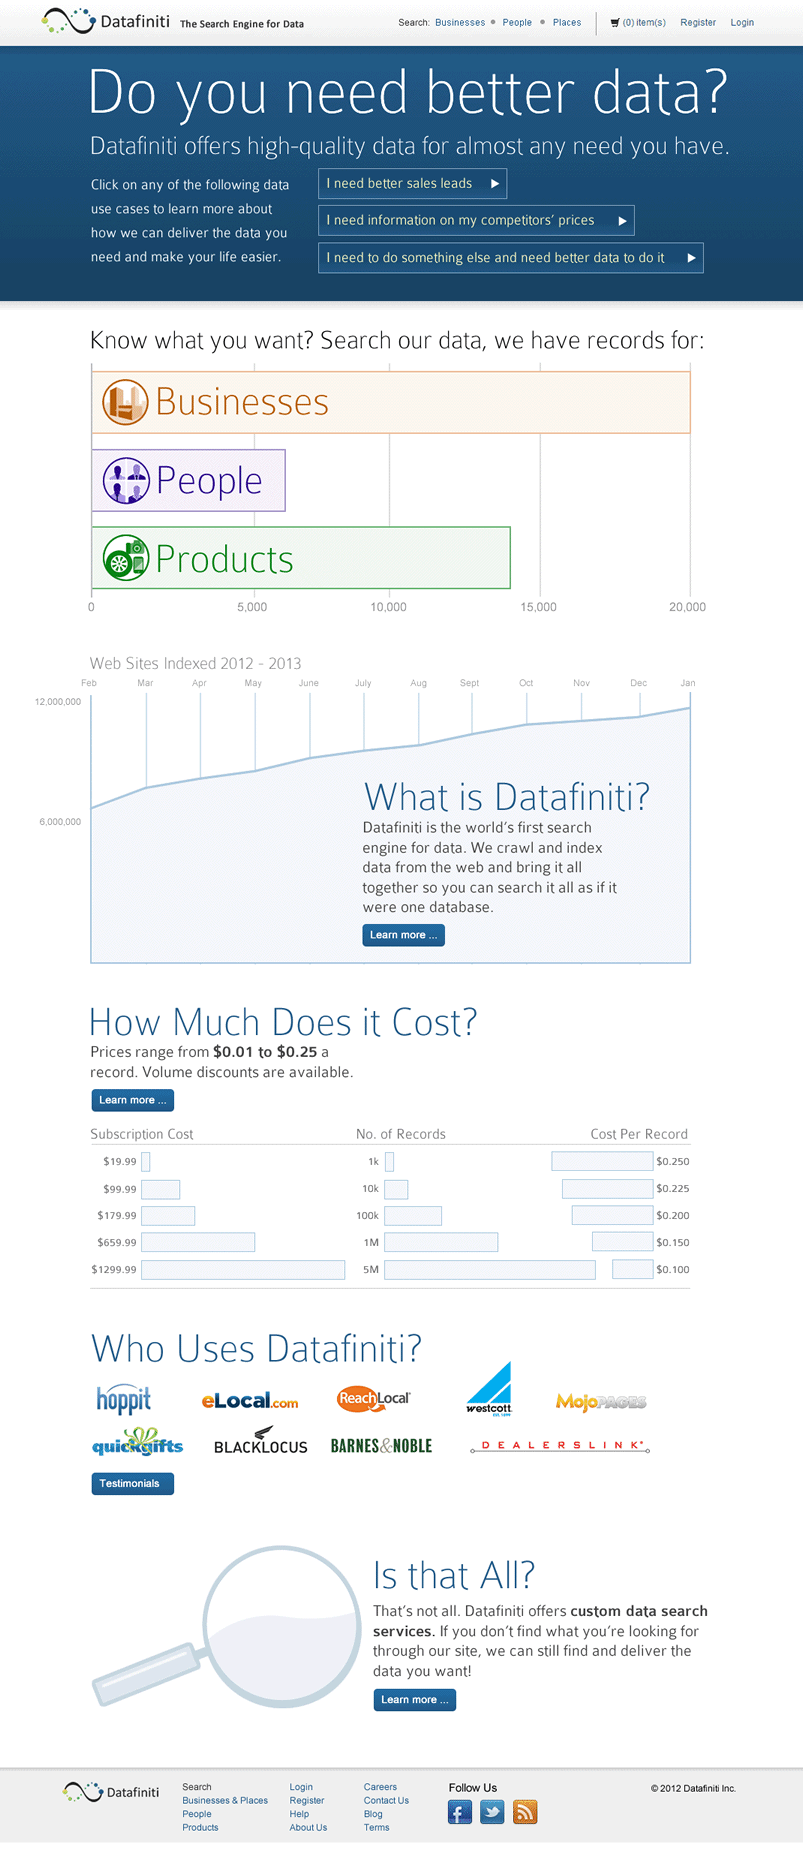 Datafiniti The Search Engine for Data
Search: Businesses • People • Places
(0) item(s) Register Login
Do you need better data?
Datafiniti offers high-quality data for almost any need you have.
Click on any of the following data
use cases to learn more about
how we can deliver the data you
need and make your life easier.
I need better sales leads
I need information on my competitors' prices
I need to do something else and need better data to do it
Know what you want? Search our data, we have records for:
Businesses
People
Products
0 5,000 10,000 15,000 20,000
Web Sites Indexed 2012 - 2013
Feb Mar Apr May June July Aug Sept Oct Nov Dec Jan
12,000,000
6,000,000
What is Datafiniti?
Datafiniti is the world's first search
engine for data. We crawl and index
data from the web and bring it all
together so you can search it all as if it
were one database.
Learn more ...
How Much Does it Cost?
Prices range from $0.01 to $0.25 a
record. Volume discounts are available.
Learn more ...
Subscription Cost No. of Records Cost Per Record
$19.99 1k $0.250
$99.99 10k $0.225
$179.99 100k $0.200
$659.99 1M $0.150
$1299.99 5M $0.100
Who Uses Datafiniti?
hoppit eLocal.com ReachLocal® westcott MojoPAGES
EST. 1899
quickgifts BLACKLOCUS BARNES&NOBLE DEALERSLINK®
Testimonials
Is that All?
That's not all. Datafiniti offers custom data search
services. If you don't find what you're looking for
through our site, we can still find and deliver the
data you want!
Learn more ...
Datafiniti
Search
Businesses & Places
People
Products
Login
Register
Help
About Us
Careers
Contact Us
Blog
Terms
Follow Us
© 2012 Datafiniti Inc.